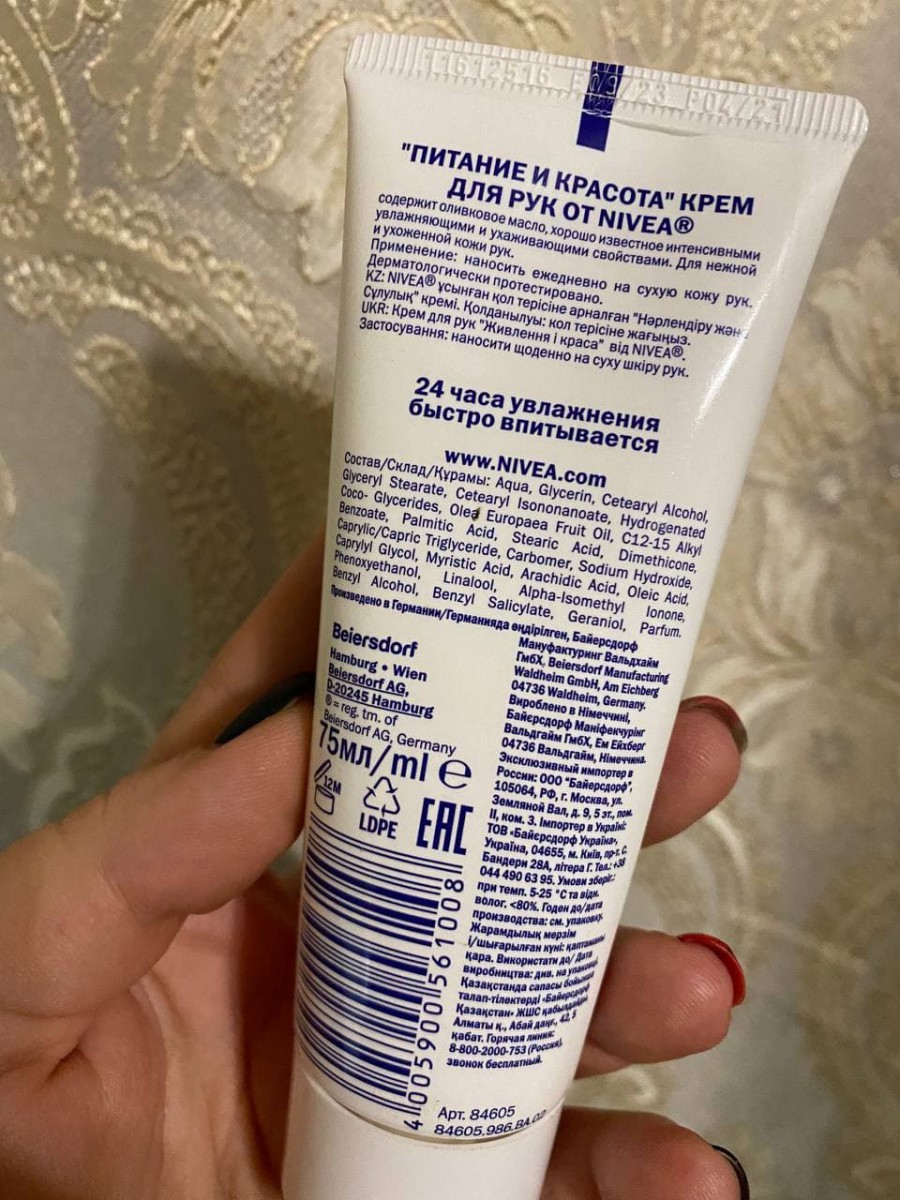 11612516
/23 P04/21
"ПИТАНИЕ И КРАСОТА" КРЕМ
ДЛЯ РУК ОТ NIVEA®
содержит оливковое масло, хорошо известное интенсивными
увлажняющими и ухаживающими свойствами. Для нежной
и ухоженной кожи рук.
Применение: наносить ежедневно на сухую кожу рук.
Дерматологически протестировано.
KZ: NIVEA® ұсынған қол терісіне арналған "Нәрлендіру және
Сұлулық" кремі. Қолданылуы: қол терісіне жағыңыз.
UKR: Крем для рук "Живлення і краса" від NIVEA®.
Застосування: наносити щоденно на суху шкіру рук.
24 часа увлажнения
быстро впитывается
www.NIVEA.com
Состав/Склад/Құрамы: Aqua, Glycerin, Cetearyl Alcohol,
Glyceryl Stearate, Cetearyl Isononanoate, Hydrogenated
Coco- Glycerides, Olea Europaea Fruit Oil, C12-15 Alkyl
Benzoate, Palmitic Acid, Stearic Acid, Dimethicone,
Caprylic/Capric Triglyceride, Carbomer, Sodium Hydroxide,
Caprylyl Glycol, Myristic Acid, Arachidic Acid, Oleic Acid,
Phenoxyethanol, Linalool, Alpha-Isomethyl Ionone,
Benzyl Alcohol, Benzyl Salicylate, Geraniol, Parfum.
Произведено в Германии/Германияда өндірілген, Байерсдорф
Мануфактуринг Вальдхайм
ГмбХ, Beiersdorf Manufacturing
Waldheim GmbH, Am Eichberg
04736 Waldheim, Germany.
Вироблено в Німеччині,
Байєрсдорф Маніфекчурінг
Вальдгайм ГмбХ, Ем Ейхберг
04736 Вальдгайм, Німеччина.
Эксклюзивный импортер в
России: ООО "Байерсдорф",
105064, РФ, г. Москва, ул.
Земляной Вал, д. 9, 5 эт., пом.
II, ком. 3. Імпортер в Україні:
ТОВ «Байєрсдорф Україна»,
Україна, 04655, м. Київ, пр-т. С.
Бандери 28А, літера Г. Тел.: +38
044 490 63 95. Умови зберіг.:
при темп. 5-25 °С та відн.
волог. <80%. Годен до/дата
производства: см. упаковку.
Жарамдылық мерзім
і/шығарылған күні: қаптаманы
қара. Використати до/ Дата
виробництва: див. на упаковці.
Қазақстанда сапасы бойынша
талап-тілектерді «Байерсдорф
Қазақстан» ЖШС қабылдайды
Алматы қ., Абай даңғ., 42, 5
қабат. Горячая линия:
8-800-2000-753 (Россия),
звонок бесплатный.
Beiersdorf
Hamburg • Wien
Beiersdorf AG,
D-20245 Hamburg
® = reg. tm. of
Beiersdorf AG, Germany
75мл/ml ℮
12M
LDPE
EAC
4005900561008
Арт. 84605
84605.986.BA.02